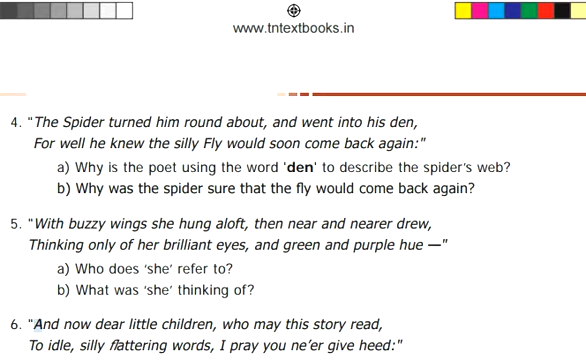 www.tntextbooks.in
4. "The Spider turned him round about, and went into his den,
For well he knew the silly Fly would soon come back again:"
a) Why is the poet using the word 'den' to describe the spider's web?
b) Why was the spider sure that the fly would come back again?
5. "With buzzy wings she hung aloft, then near and nearer drew,
Thinking only of her brilliant eyes, and green and purple hue —"
a) Who does ‘she’ refer to?
b) What was ‘she’ thinking of?
6. "And now dear little children, who may this story read,
To idle, silly flattering words, I pray you ne’er give heed:"